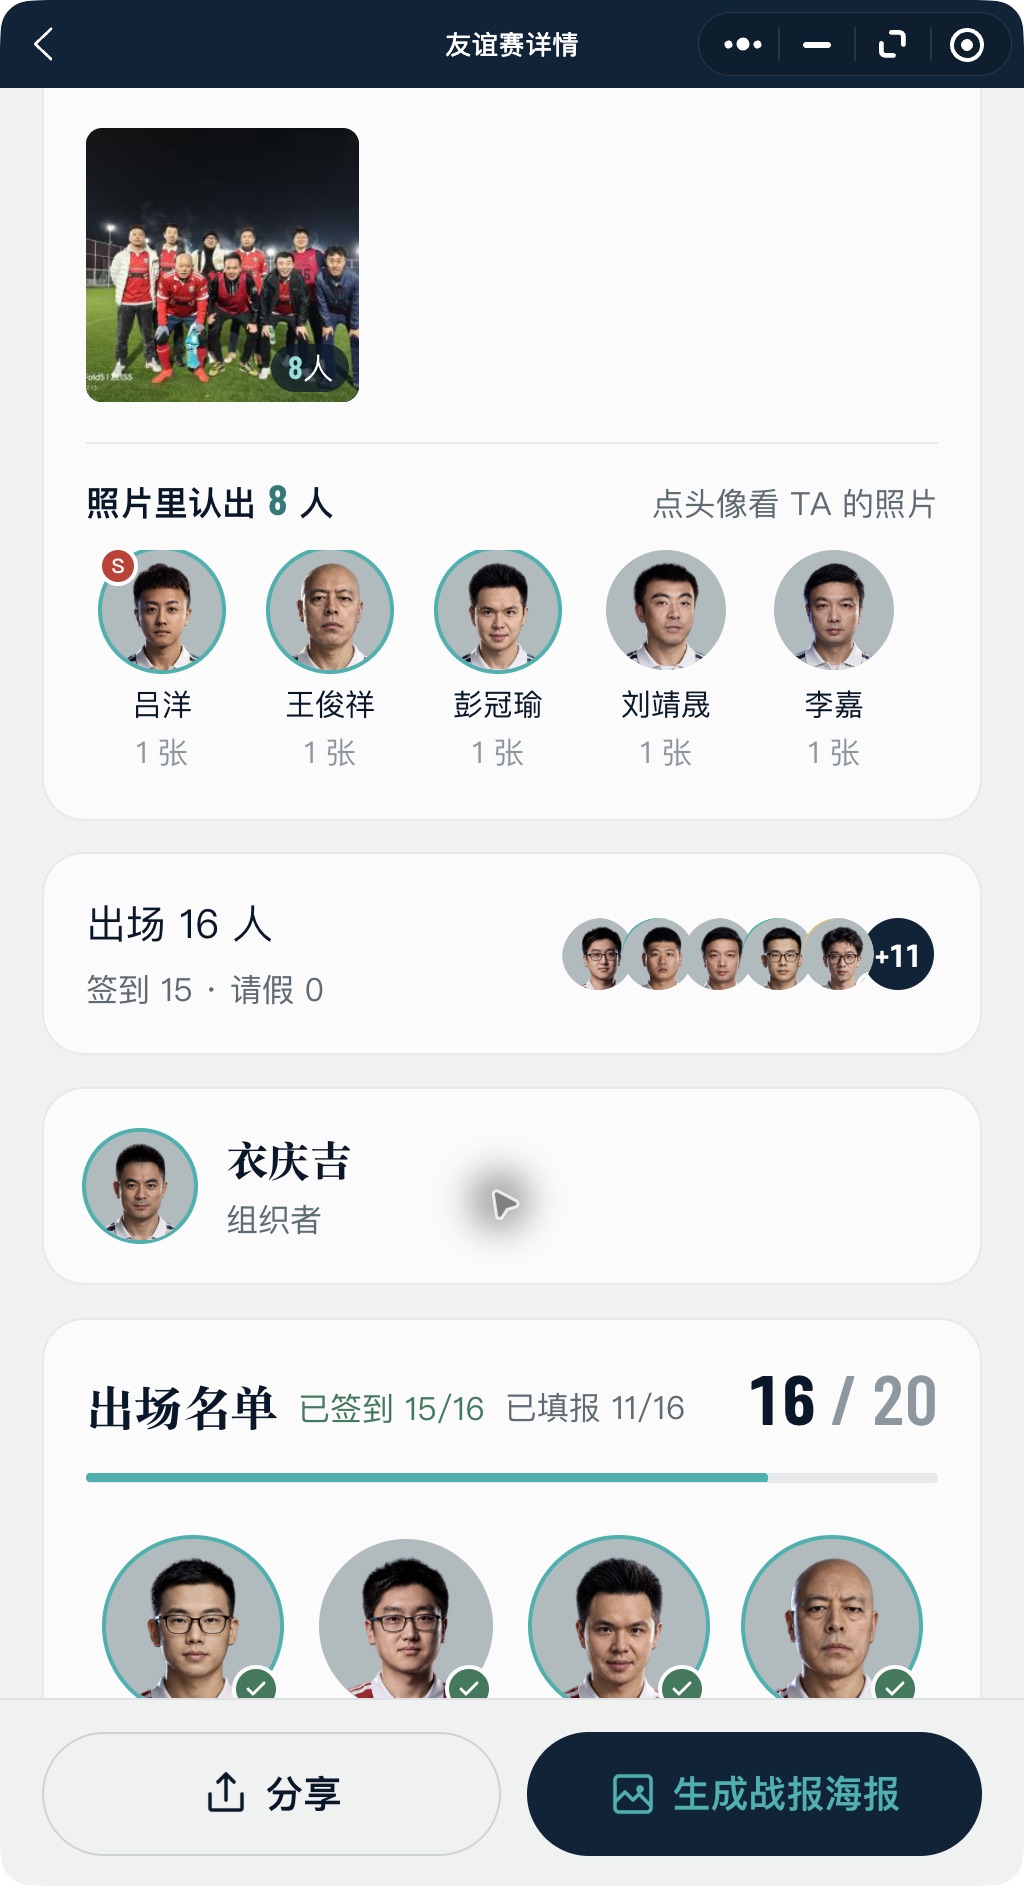 友谊赛详情
8人
照片里认出 8 人
点头像看 TA 的照片
S
吕洋
王俊祥
彭冠瑜
刘靖晟
李嘉
1 张
1 张
1 张
1 张
1 张
出场 16 人
签到 15 · 请假 0
+11
衣庆吉
组织者
出场名单 已签到 15/16 已填报 11/16 16 / 20
分享
生成战报海报